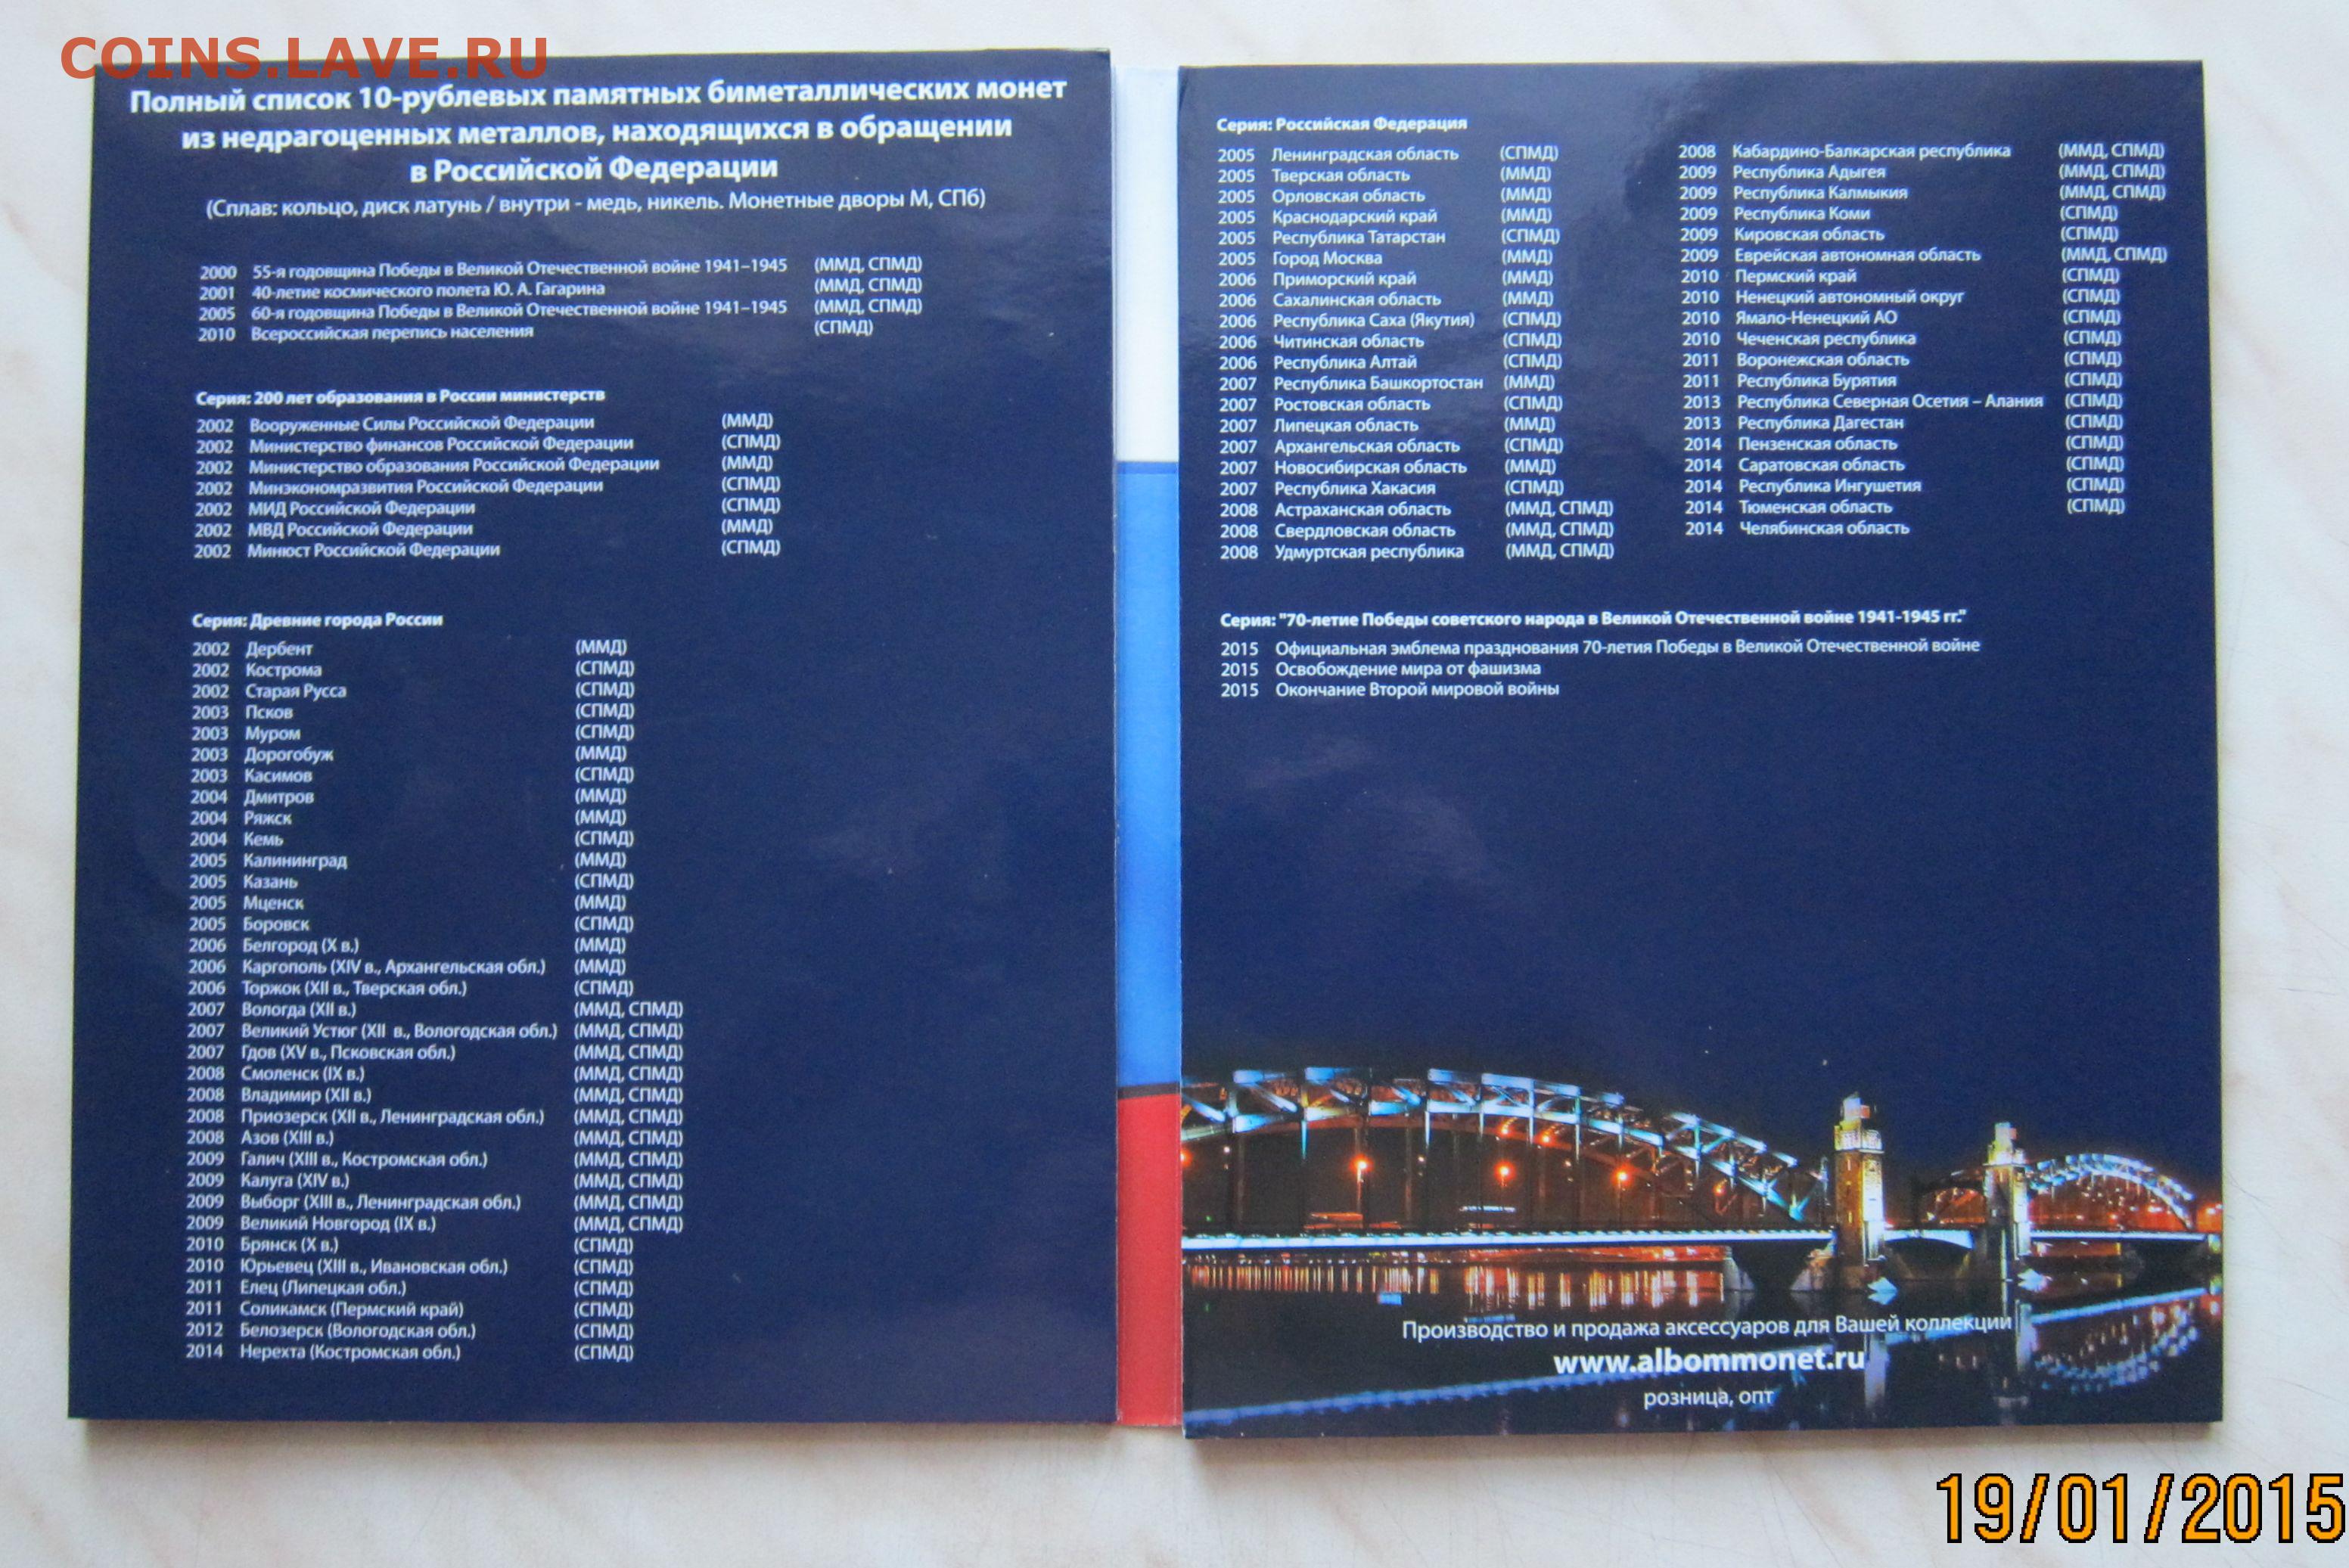 COINS.LAVE.RU
Полный список 10-рублевых памятных биметаллических монет
из недрагоценных металлов, находящихся в обращении
в Российской Федерации
(Сплав: кольцо, диск латунь / внутри - медь, никель. Монетные дворы М, СПб)
2000 55-я годовщина Победы в Великой Отечественной войне 1941–1945 (ММД, СПМД)
2001 40-летие космического полета Ю. А. Гагарина (ММД, СПМД)
2005 60-я годовщина Победы в Великой Отечественной войне 1941–1945 (ММД, СПМД)
2010 Всероссийская перепись населения (СПМД)
Серия: 200 лет образования в России министерств
2002 Вооруженные Силы Российской Федерации (ММД)
2002 Министерство финансов Российской Федерации (СПМД)
2002 Министерство образования Российской Федерации (ММД)
2002 Минэкономразвития Российской Федерации (СПМД)
2002 МИД Российской Федерации (СПМД)
2002 МВД Российской Федерации (ММД)
2002 Минюст Российской Федерации (СПМД)
Серия: Древние города России
2002 Дербент (ММД)
2002 Кострома (СПМД)
2002 Старая Русса (СПМД)
2003 Псков (СПМД)
2003 Муром (СПМД)
2003 Дорогобуж (ММД)
2003 Касимов (СПМД)
2004 Дмитров (ММД)
2004 Ряжск (ММД)
2004 Кемь (СПМД)
2005 Калининград (ММД)
2005 Казань (СПМД)
2005 Мценск (ММД)
2005 Боровск (СПМД)
2006 Белгород (X в.) (ММД)
2006 Каргополь (XIV в., Архангельская обл.) (ММД)
2006 Торжок (XII в., Тверская обл.) (СПМД)
2007 Вологда (XII в.) (ММД, СПМД)
2007 Великий Устюг (XII в., Вологодская обл.) (ММД, СПМД)
2007 Гдов (XV в., Псковская обл.) (ММД, СПМД)
2008 Смоленск (IX в.) (ММД, СПМД)
2008 Владимир (XII в.) (ММД, СПМД)
2008 Приозерск (XII в., Ленинградская обл.) (ММД, СПМД)
2008 Азов (XIII в.) (ММД, СПМД)
2009 Галич (XIII в., Костромская обл.) (ММД, СПМД)
2009 Калуга (XIV в.) (ММД, СПМД)
2009 Выборг (XIII в., Ленинградская обл.) (ММД, СПМД)
2009 Великий Новгород (IX в.) (ММД, СПМД)
2010 Брянск (X в.) (СПМД)
2010 Юрьевец (XIII в., Ивановская обл.) (СПМД)
2011 Елец (Липецкая обл.) (СПМД)
2011 Соликамск (Пермский край) (СПМД)
2012 Белозерск (Вологодская обл.) (СПМД)
2014 Нерехта (Костромская обл.) (СПМД)
Серия: Российская Федерация
2005 Ленинградская область (СПМД)
2005 Тверская область (ММД)
2005 Орловская область (ММД)
2005 Краснодарский край (ММД)
2005 Республика Татарстан (СПМД)
2005 Город Москва (ММД)
2006 Приморский край (ММД)
2006 Сахалинская область (ММД)
2006 Республика Саха (Якутия) (СПМД)
2006 Читинская область (СПМД)
2006 Республика Алтай (СПМД)
2007 Республика Башкортостан (ММД)
2007 Ростовская область (СПМД)
2007 Липецкая область (ММД)
2007 Архангельская область (СПМД)
2007 Новосибирская область (ММД)
2007 Республика Хакасия (СПМД)
2008 Астраханская область (ММД, СПМД)
2008 Свердловская область (ММД, СПМД)
2008 Удмуртская республика (ММД, СПМД)
2008 Кабардино-Балкарская республика (ММД, СПМД)
2009 Республика Адыгея (ММД, СПМД)
2009 Республика Калмыкия (ММД, СПМД)
2009 Республика Коми (СПМД)
2009 Кировская область (СПМД)
2009 Еврейская автономная область (ММД, СПМД)
2010 Пермский край (СПМД)
2010 Ненецкий автономный округ (СПМД)
2010 Ямало-Ненецкий АО (СПМД)
2010 Чеченская республика (СПМД)
2011 Воронежская область (СПМД)
2011 Республика Бурятия (СПМД)
2013 Республика Северная Осетия – Алания (СПМД)
2013 Республика Дагестан (СПМД)
2014 Пензенская область (СПМД)
2014 Саратовская область (СПМД)
2014 Республика Ингушетия (СПМД)
2014 Тюменская область (СПМД)
2014 Челябинская область
Серия: "70-летие Победы советского народа в Великой Отечественной войне 1941-1945 гг."
2015 Официальная эмблема празднования 70-летия Победы в Великой Отечественной войне
2015 Освобождение мира от фашизма
2015 Окончание Второй мировой войны
Производство и продажа аксессуаров для Вашей коллекции
www.albommonet.ru
розница, опт
19/01/2015